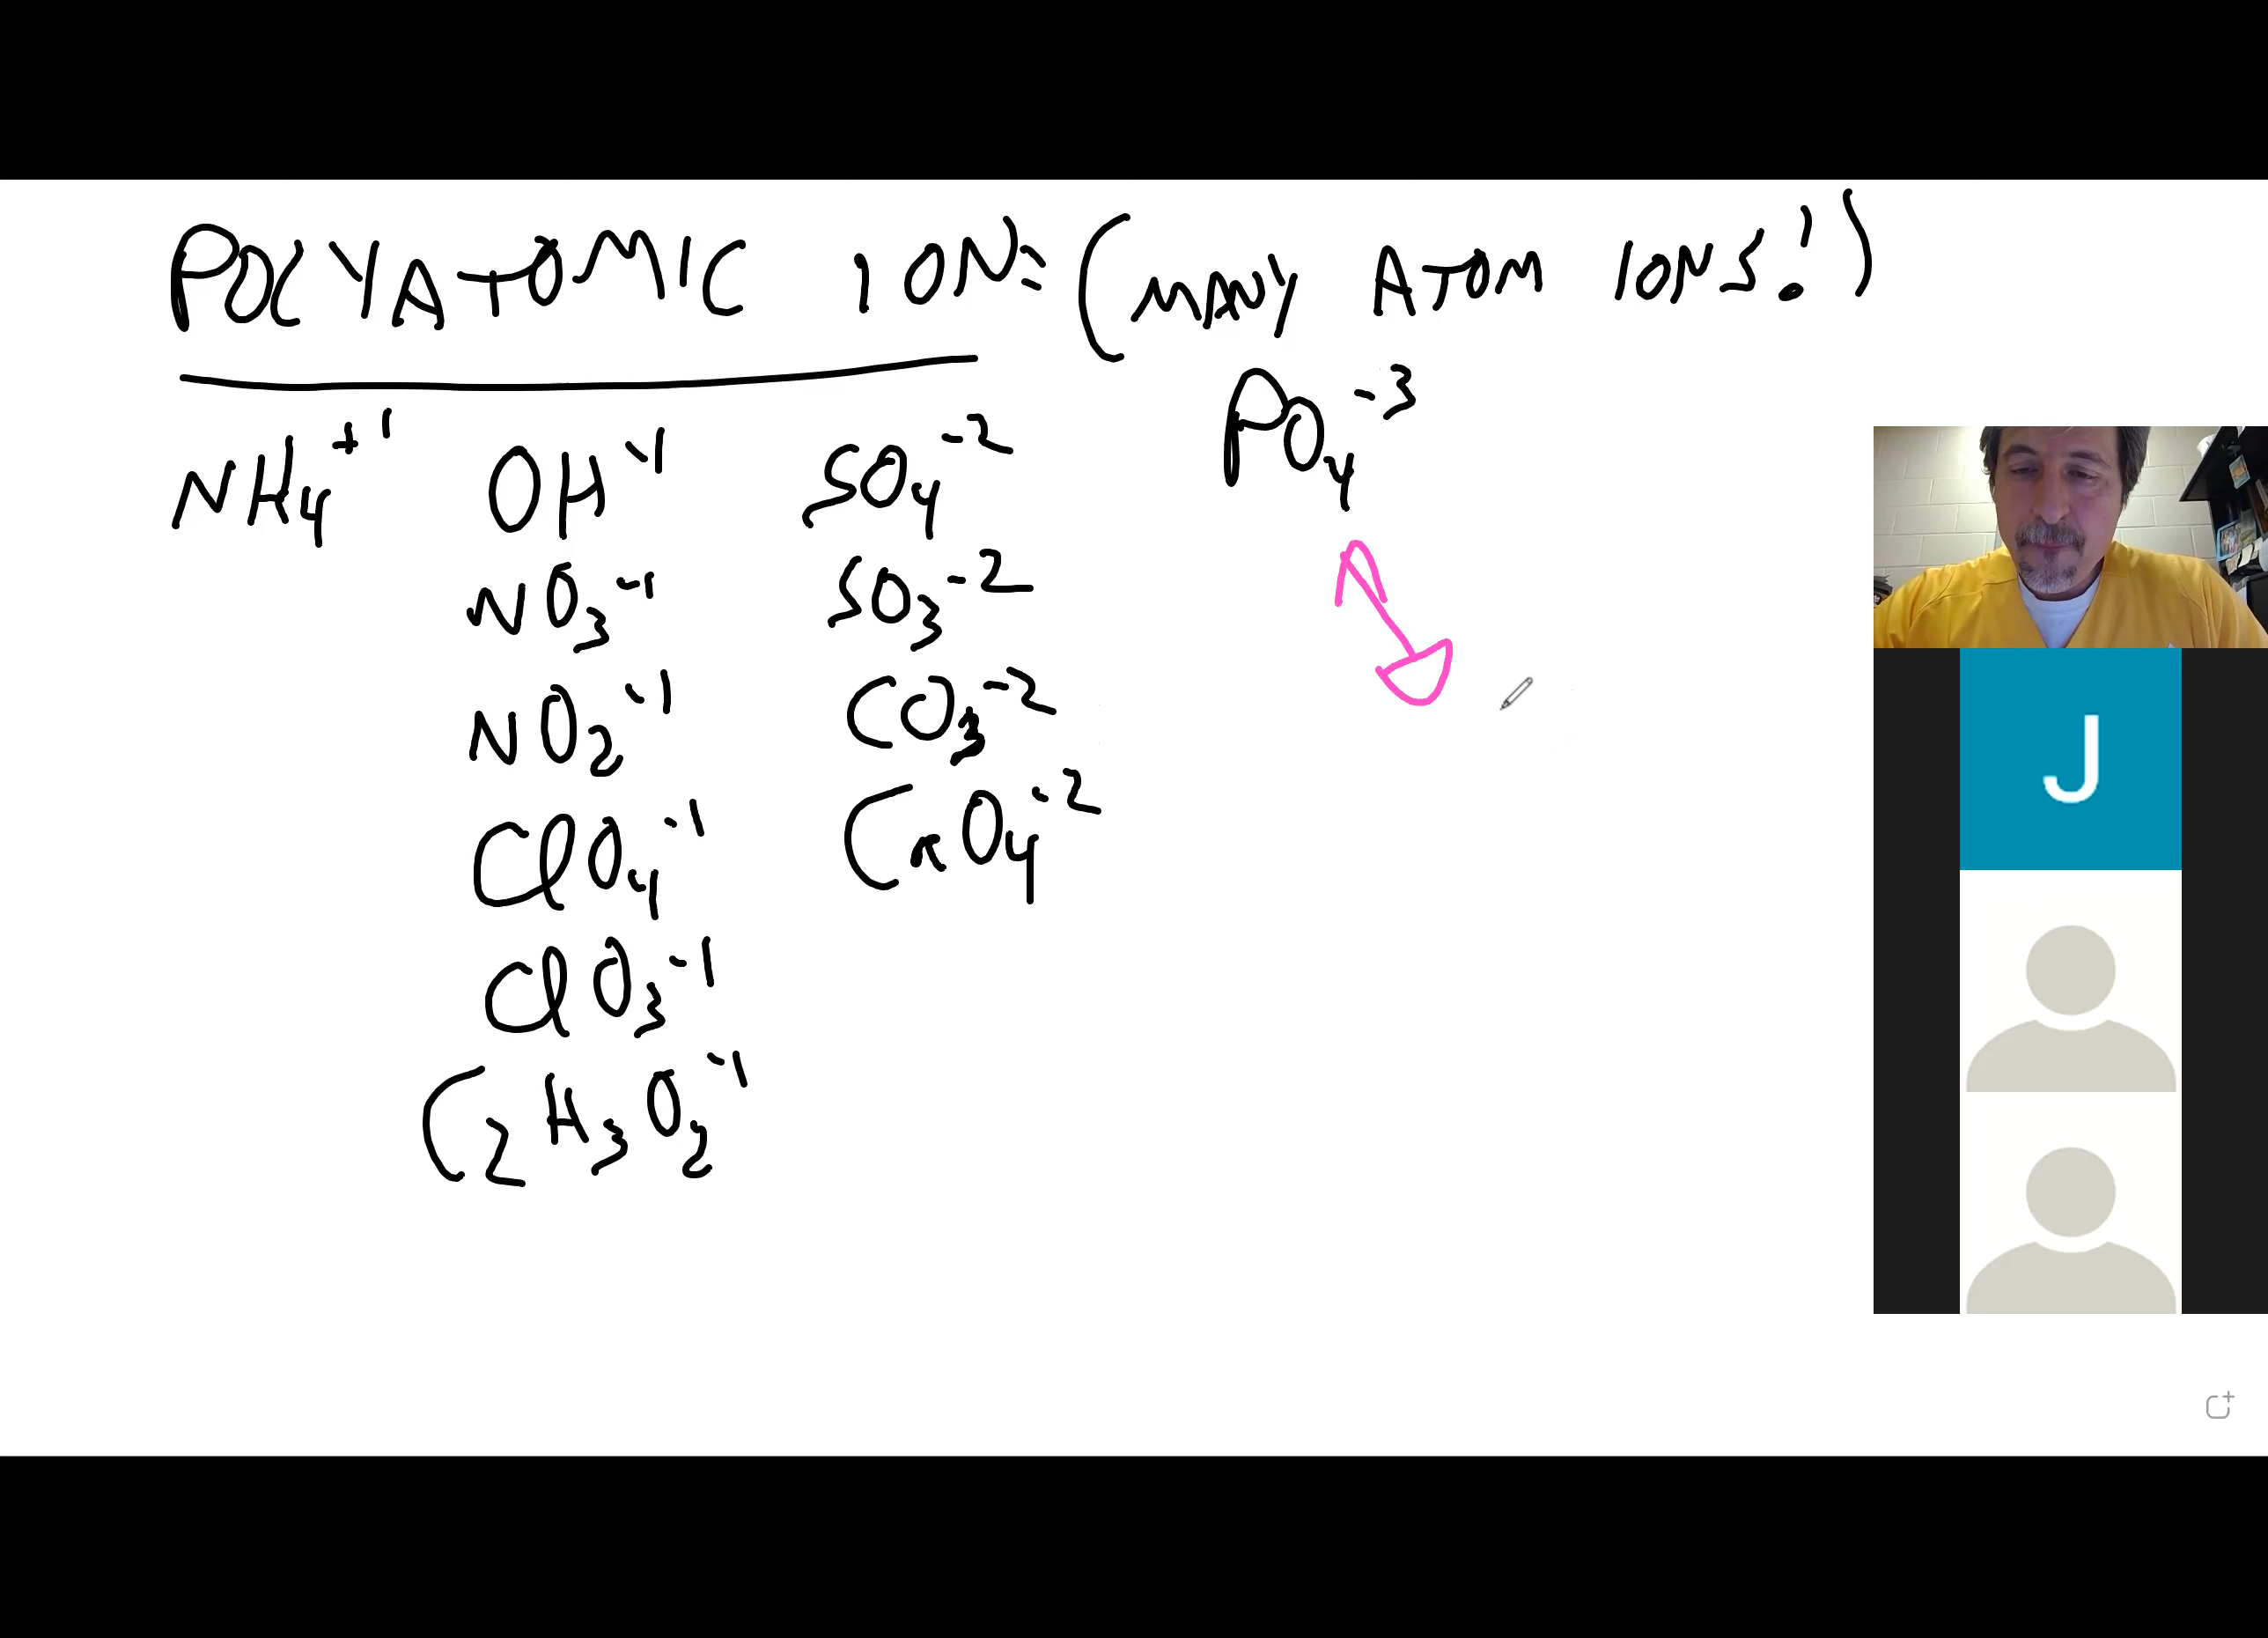 POLYATOMIC ION: (MANY ATOM IONS!)
NH₄⁺¹ OH⁻¹ SO₄⁻² PO₄⁻³
NO₃⁻¹ SO₃⁻²
NO₂⁻¹ CO₃⁻²
ClO₄⁻¹ CrO₄⁻²
ClO₃⁻¹
C₂H₃O₂⁻¹
J